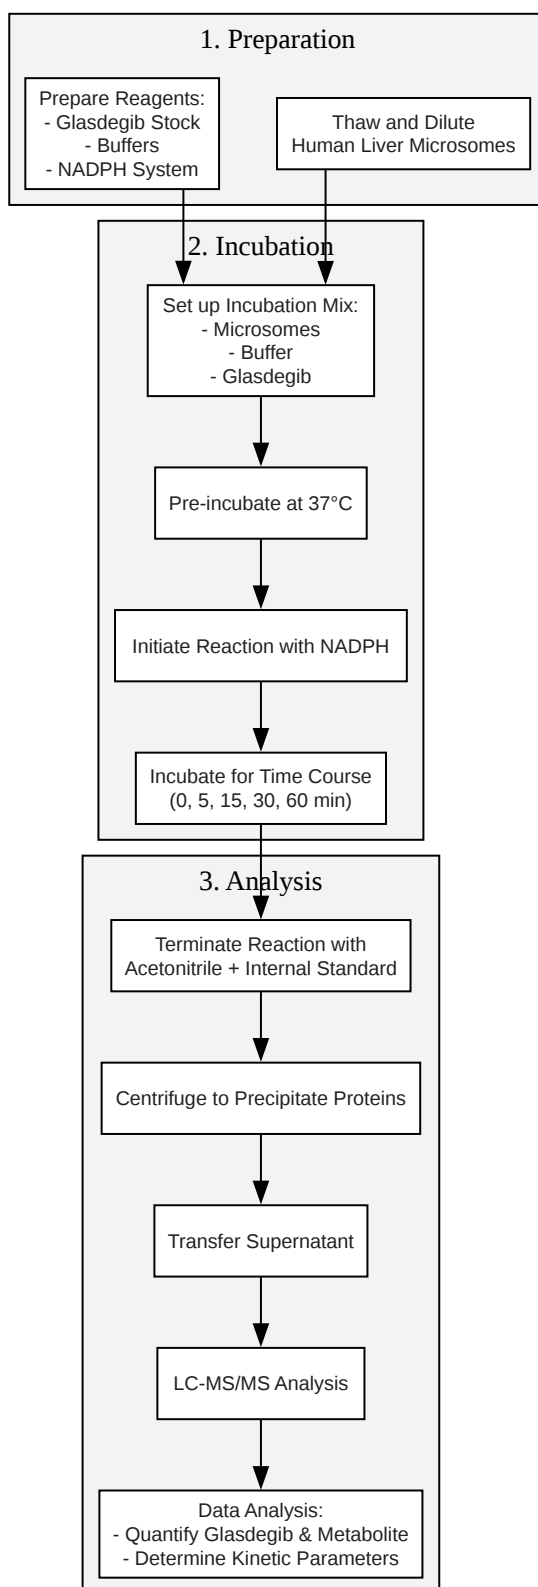 1. Preparation
Prepare Reagents:
- Glasdegib Stock
- Buffers
- NADPH System
Thaw and Dilute
Human Liver Microsomes
2. Incubation
Set up Incubation Mix:
- Microsomes
- Buffer
- Glasdegib
Pre-incubate at 37°C
Initiate Reaction with NADPH
Incubate for Time Course
(0, 5, 15, 30, 60 min)
3. Analysis
Terminate Reaction with
Acetonitrile + Internal Standard
Centrifuge to Precipitate Proteins
Transfer Supernatant
LC-MS/MS Analysis
Data Analysis:
- Quantify Glasdegib & Metabolite
- Determine Kinetic Parameters